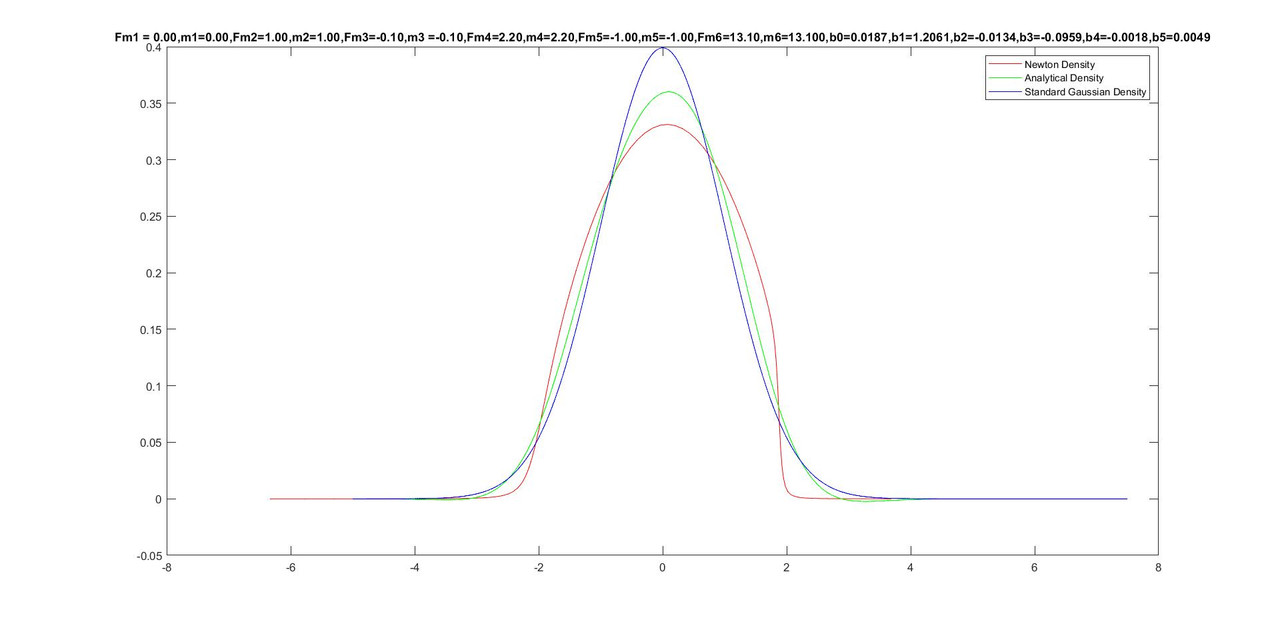 Fm1 = 0.00,m1=0.00,Fm2=1.00,m2=1.00,Fm3=-0.10,m3 =-0.10,Fm4=2.20,m4=2.20,Fm5=-1.00,m5=-1.00,Fm6=13.10,m6=13.100,b0=0.0187,b1=1.2061,b2=-0.0134,b3=-0.0959,b4=-0.0018,b5=0.0049
Newton Density
Analytical Density
Standard Gaussian Density
0.4
0.35
0.3
0.25
0.2
0.15
0.1
0.05
0
-0.05
-8 -6 -4 -2 0 2 4 6 8